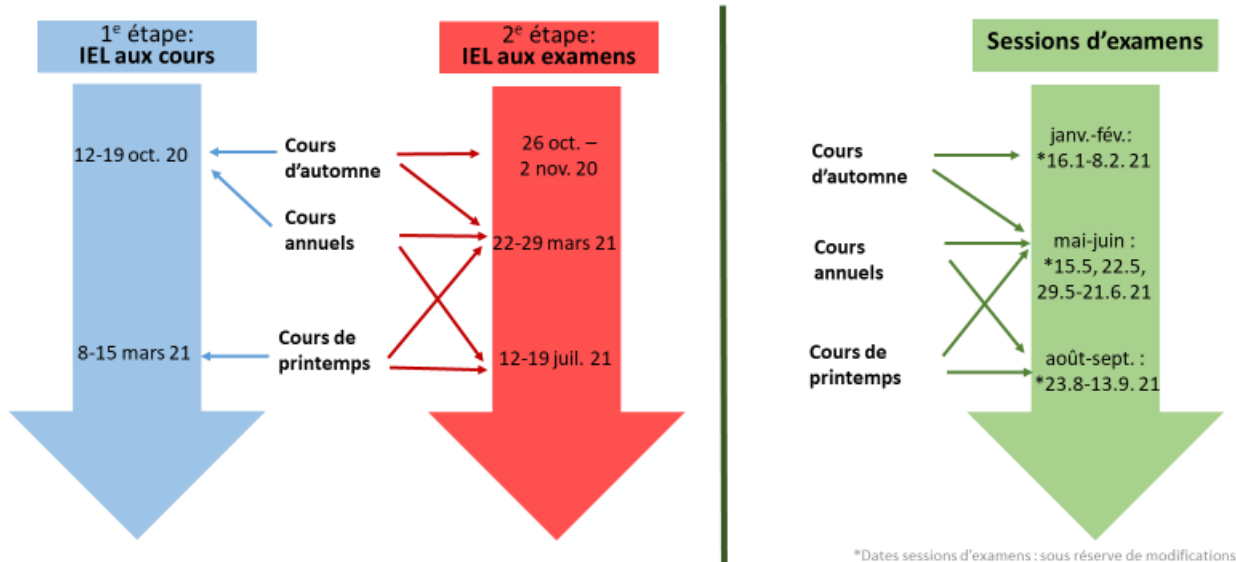 1e étape:
IEL aux cours
12-19 oct. 20
8-15 mars 21
Cours
d'automne
Cours
annuels
Cours de
printemps
2e étape:
IEL aux examens
26 oct. –
2 nov. 20
22-29 mars 21
12-19 juil. 21
Sessions d'examens
Cours
d'automne
Cours
annuels
Cours de
printemps
janv.-fév.:
*16.1-8.2. 21
mai-juin :
*15.5, 22.5,
29.5-21.6. 21
août-sept. :
*23.8-13.9. 21
*Dates sessions d'examens : sous réserve de modifications